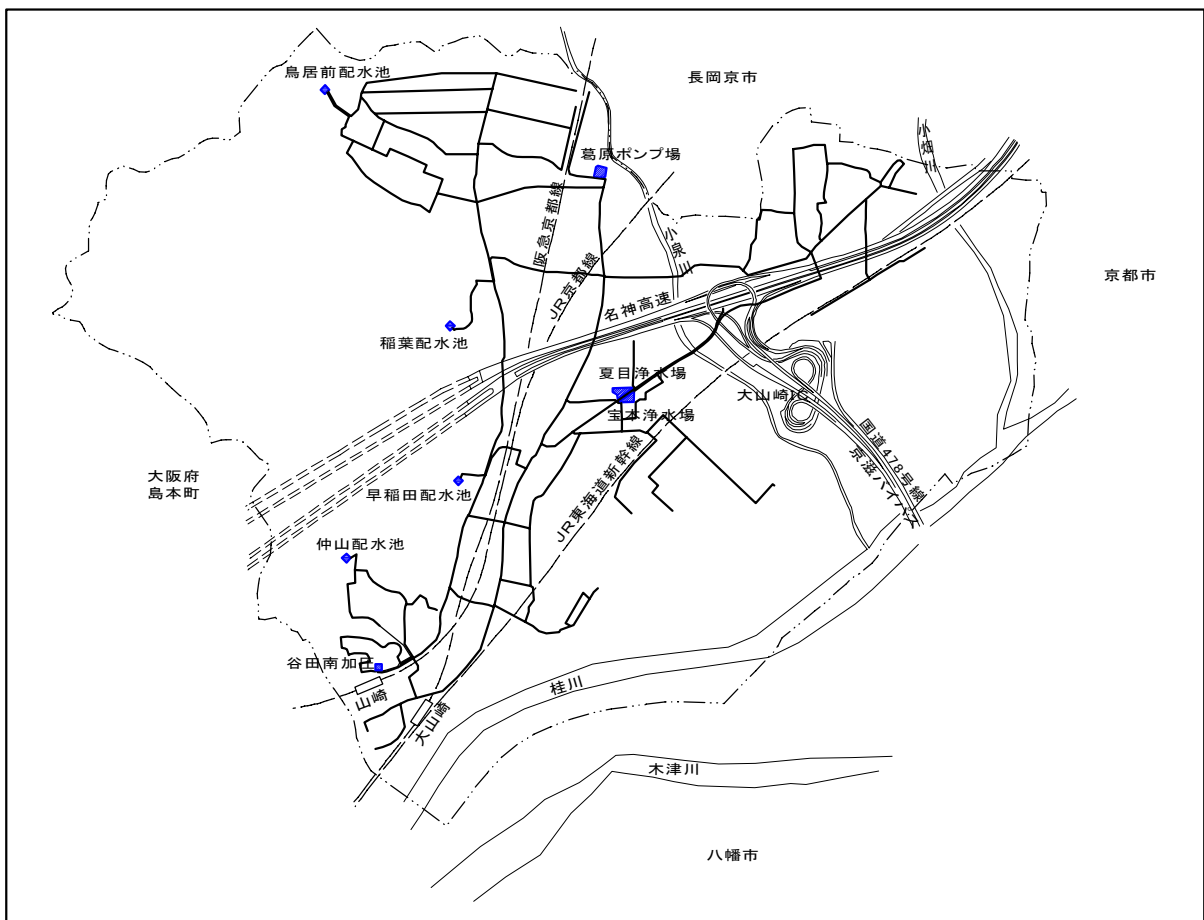 鳥居前配水池
長岡京市
小畑川
葛原ポンプ場
阪急京都線
小泉川
JR京都線
京都市
名神高速
稲葉配水池
夏目浄水場
大山崎IC
宝本浄水場
国道478号線
京滋バイパス
JR東海道新幹線
大阪府
島本町
早稲田配水池
仲山配水池
谷田南加圧
山崎
大山崎
桂川
木津川
八幡市